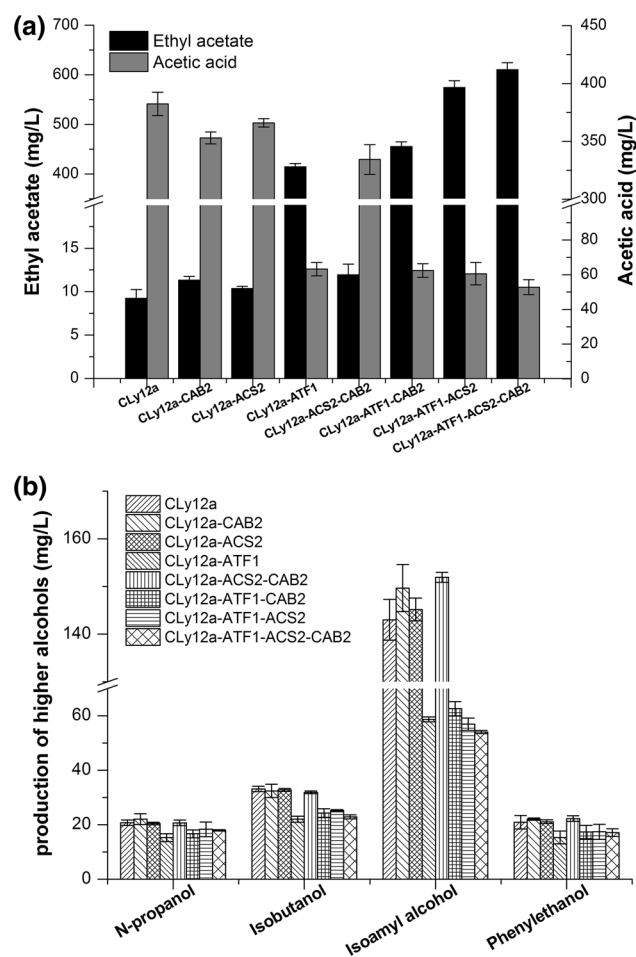 (a)
Ethyl acetate
Acetic acid
Ethyl acetate (mg/L)
700
600
500
400
15
10
5
0
Acetic acid (mg/L)
450
400
350
300
80
60
40
20
0
CLy12a
CLy12a-CAB2
CLy12a-ACS2
CLy12a-ATF1
CLy12a-ACS2-CAB2
CLy12a-ATF1-CAB2
CLy12a-ATF1-ACS2
CLy12a-ATF1-ACS2-CAB2
(b)
production of higher alcohols (mg/L)
160
140
60
40
20
0
CLy12a
CLy12a-CAB2
CLy12a-ACS2
CLy12a-ATF1
CLy12a-ACS2-CAB2
CLy12a-ATF1-CAB2
CLy12a-ATF1-ACS2
CLy12a-ATF1-ACS2-CAB2
N-propanol
Isobutanol
Isoamyl alcohol
Phenylethanol